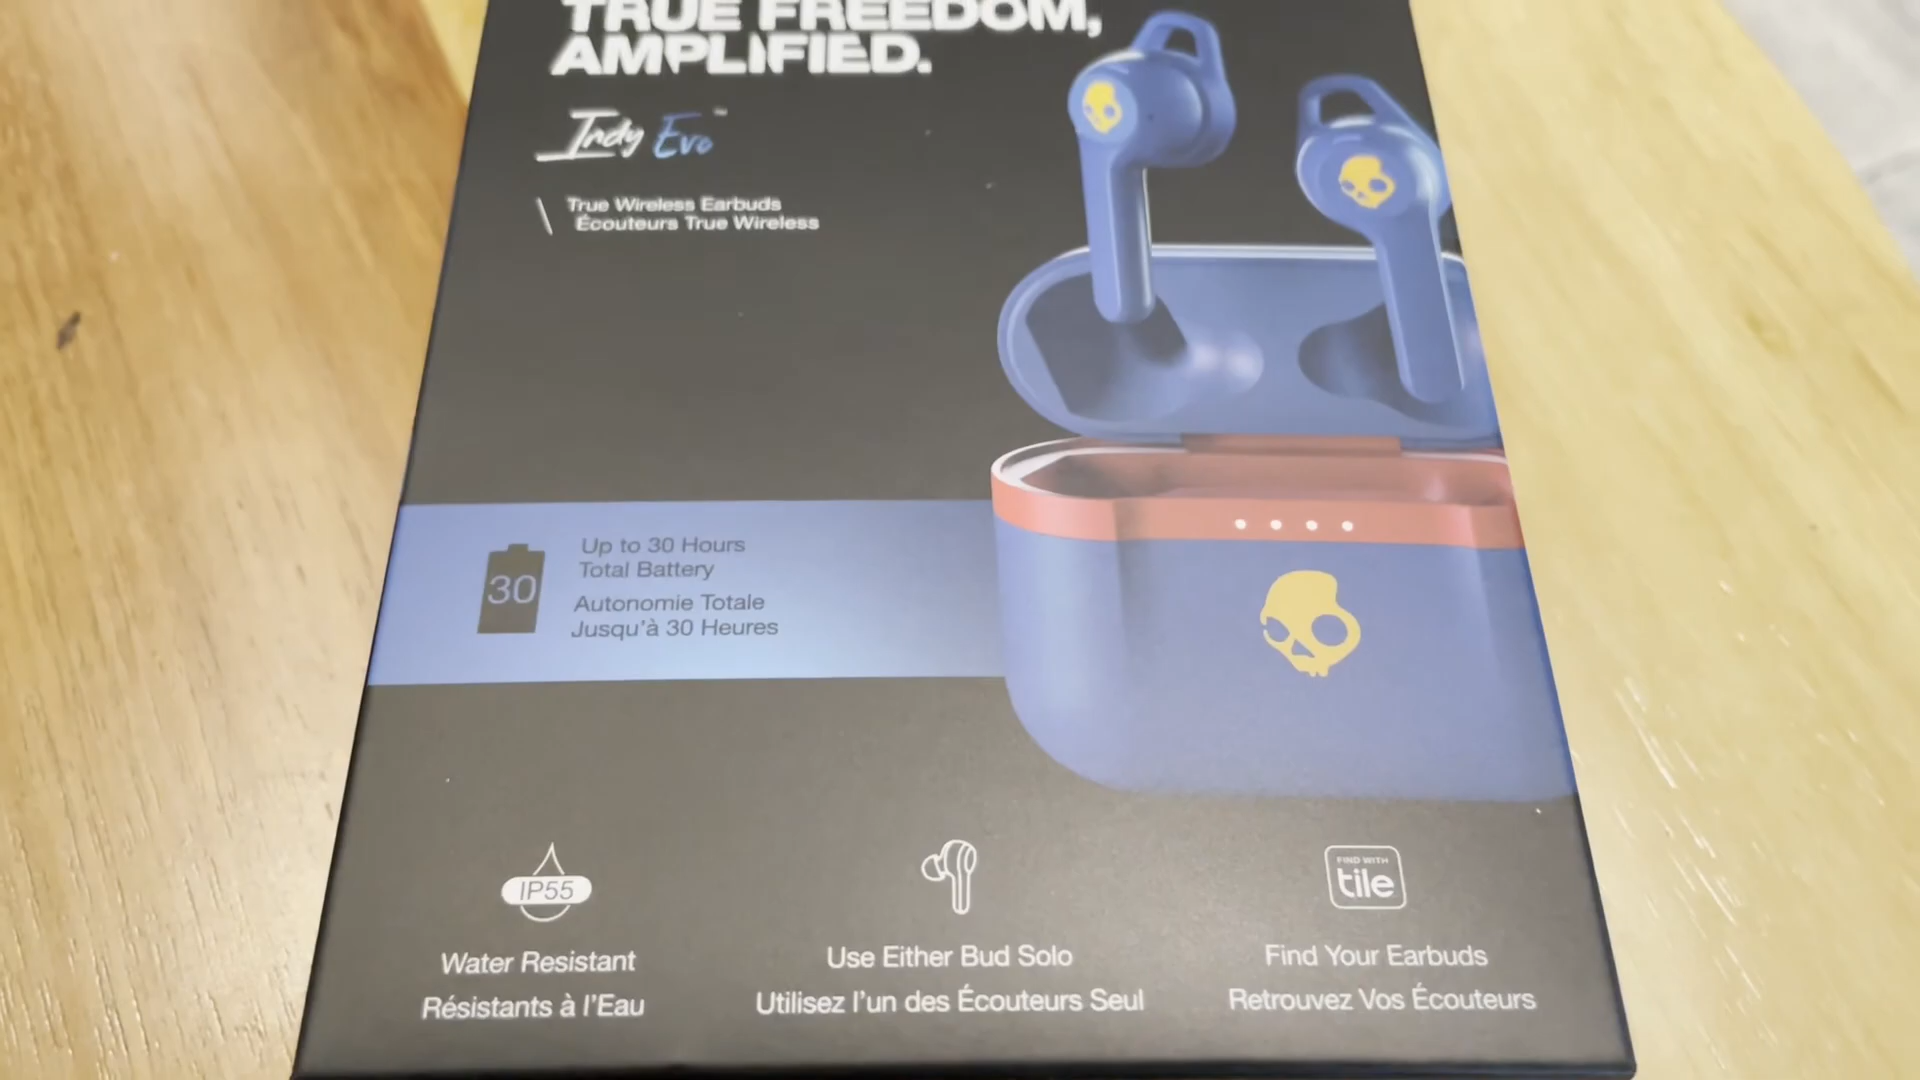 TRUE FREEDOM,
AMPLIFIED.
Indy Evo™
True Wireless Earbuds
Écouteurs True Wireless
30
Up to 30 Hours
Total Battery
Autonomie Totale
Jusqu'à 30 Heures
IP55
Water Resistant
Résistants à l'Eau
Use Either Bud Solo
Utilisez l'un des Écouteurs Seul
FIND WITH
tile
Find Your Earbuds
Retrouvez Vos Écouteurs